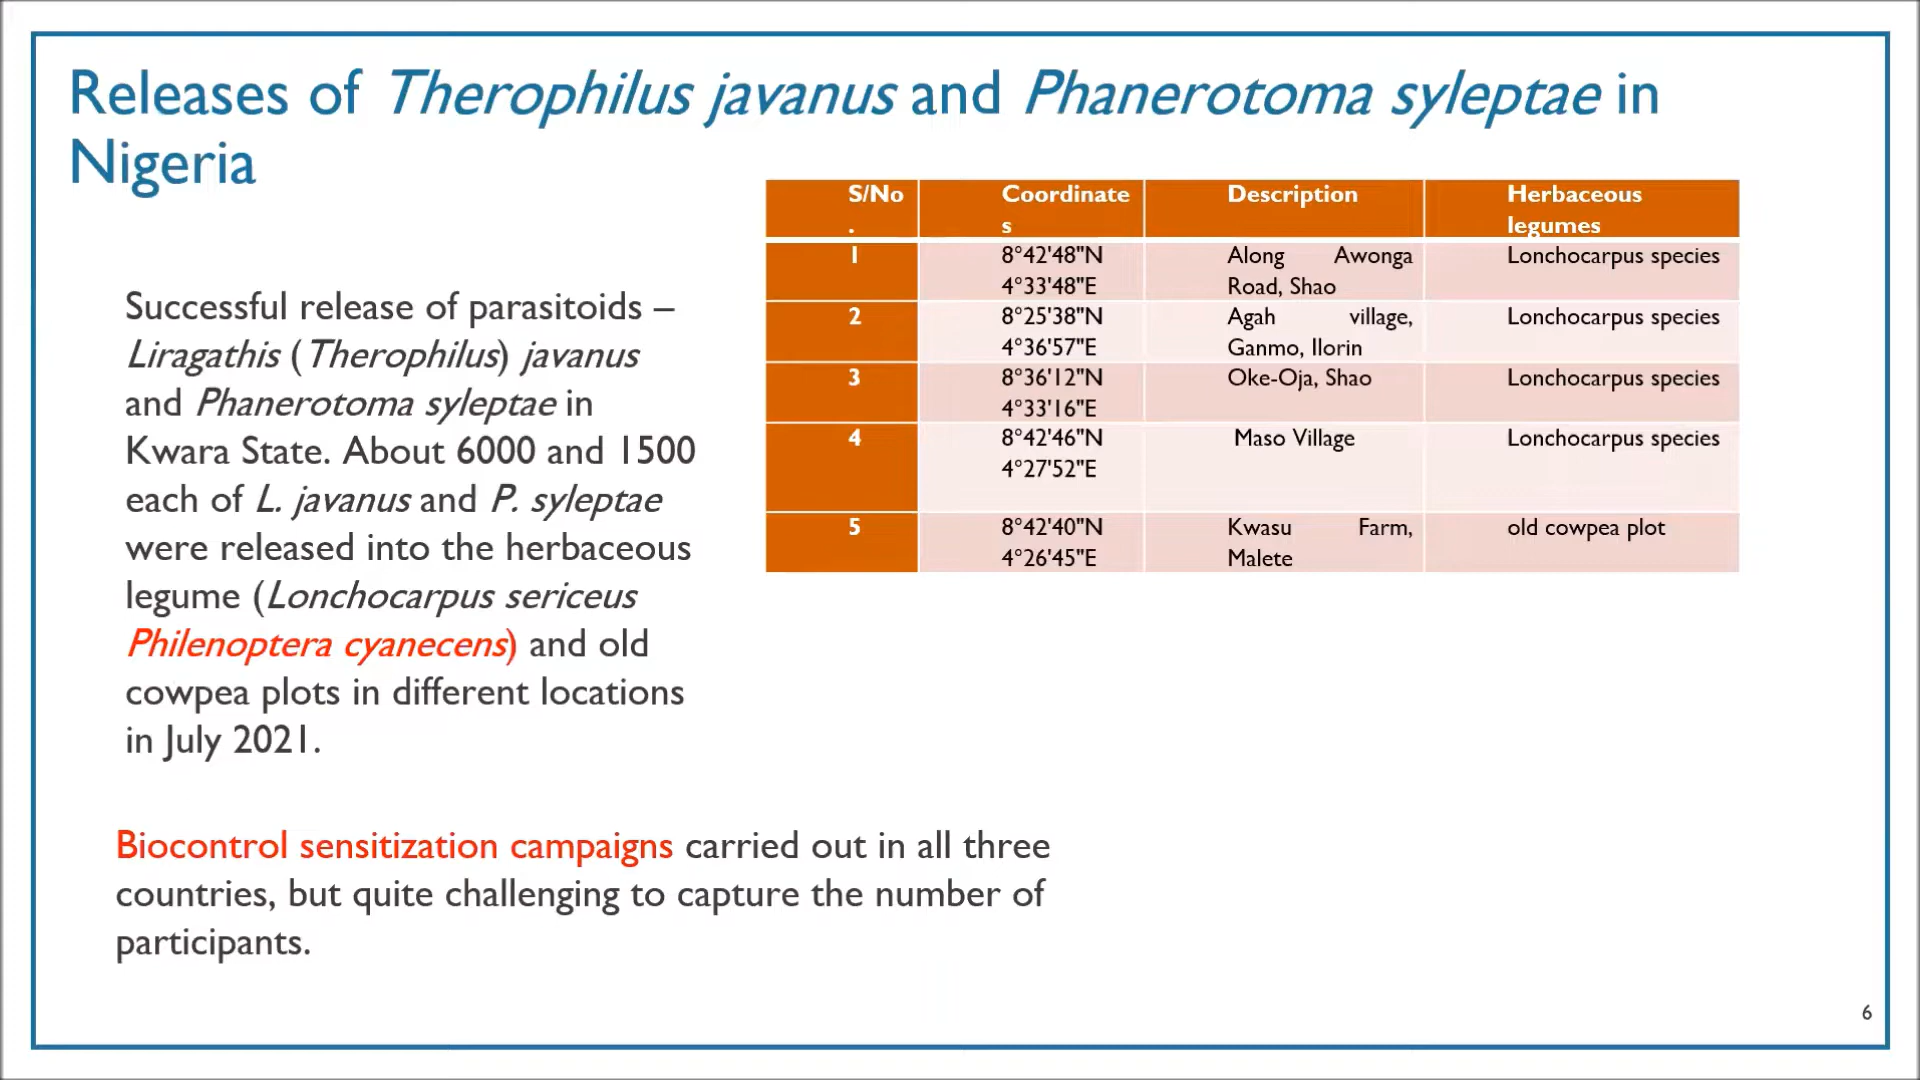 Releases of Therophilus javanus and Phanerotoma syleptae in
Nigeria
Successful release of parasitoids –
Liragathis (Therophilus) javanus
and Phanerotoma syleptae in
Kwara State. About 6000 and 1500
each of L. javanus and P. syleptae
were released into the herbaceous
legume (Lonchocarpus sericeus
Philenoptera cyanecens) and old
cowpea plots in different locations
in July 2021.
S/No Coordinate Description Herbaceous
. s legumes
1 8°42'48"N Along Awonga Lonchocarpus species
4°33'48"E Road, Shao
2 8°25'38"N Agah village, Lonchocarpus species
4°36'57"E Ganmo, Ilorin
3 8°36'12"N Oke-Oja, Shao Lonchocarpus species
4°33'16"E
4 8°42'46"N Maso Village Lonchocarpus species
4°27'52"E
5 8°42'40"N Kwasu Farm, old cowpea plot
4°26'45"E Malete
Biocontrol sensitization campaigns carried out in all three
countries, but quite challenging to capture the number of
participants.
6